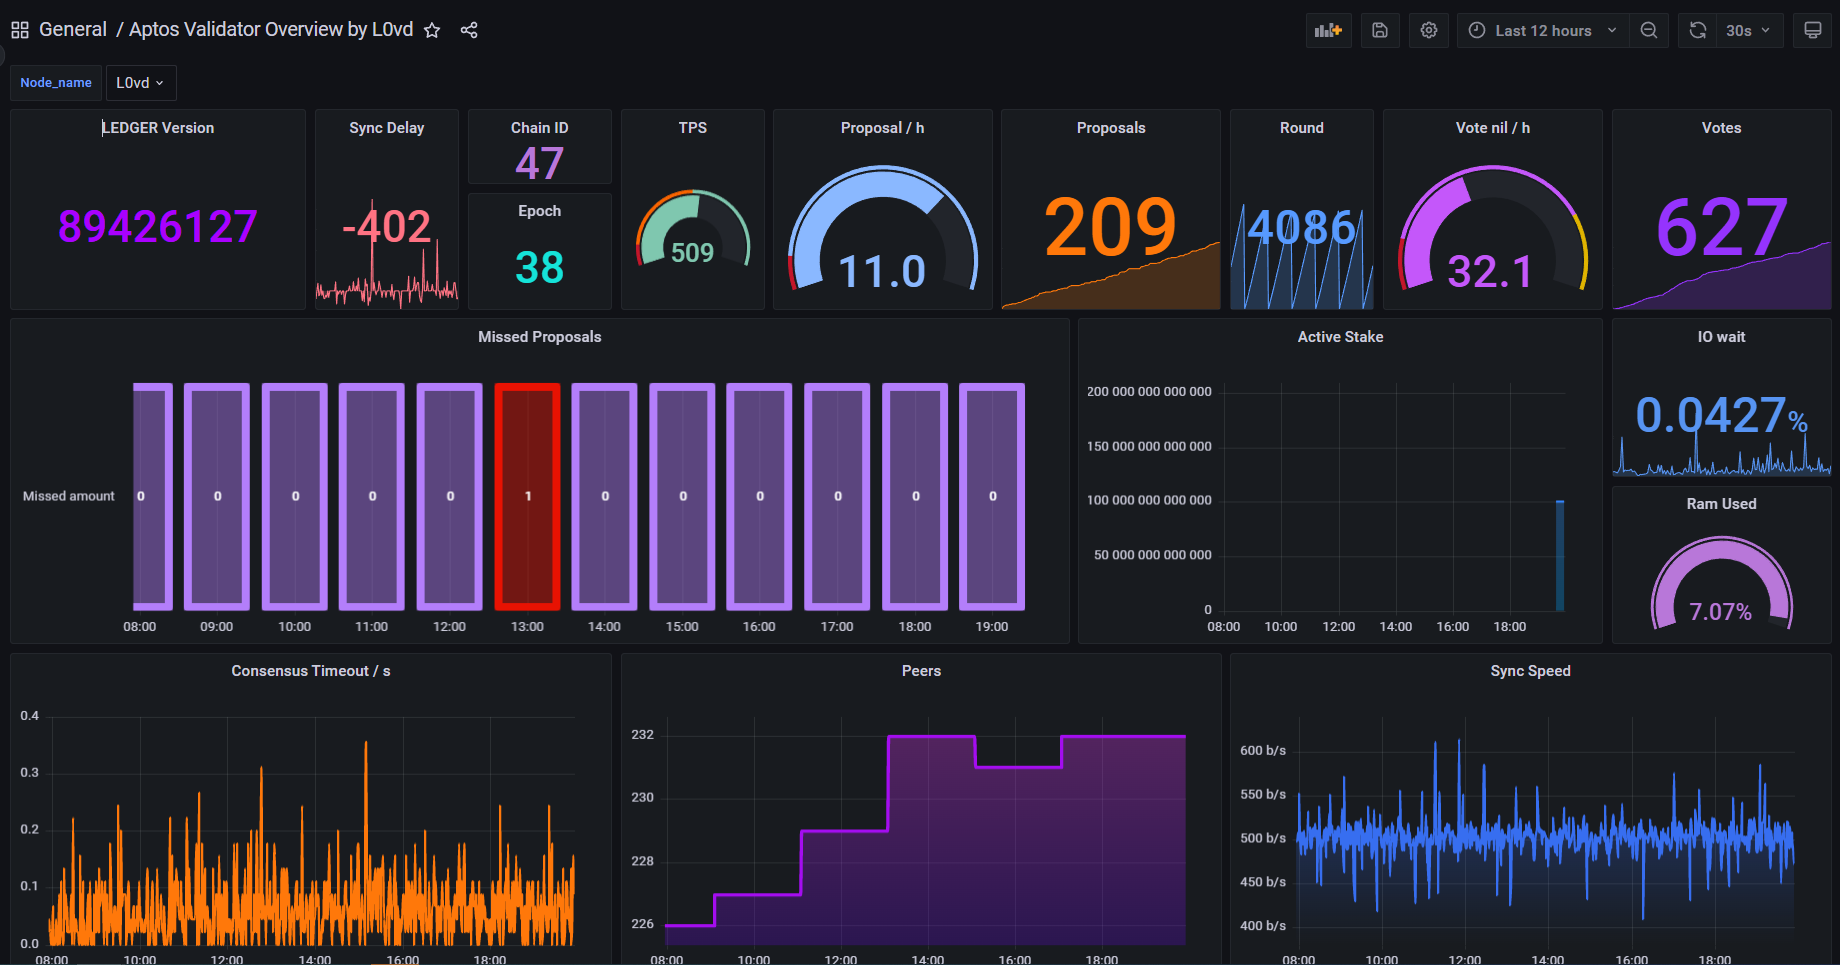 General / Aptos Validator Overview by L0vd
Last 12 hours
30s
Node_name
L0vd
LEDGER Version
89426127
Sync Delay
-402
Chain ID
47
Epoch
38
TPS
509
Proposal / h
11.0
Proposals
209
Round
4086
Vote nil / h
32.1
Votes
627
Missed Proposals
Missed amount
0 0 0 0 0 1 0 0 0 0 0 0
08:00 09:00 10:00 11:00 12:00 13:00 14:00 15:00 16:00 17:00 18:00 19:00
Active Stake
200 000 000 000 000
150 000 000 000 000
100 000 000 000 000
50 000 000 000 000
0
08:00 10:00 12:00 14:00 16:00 18:00
IO wait
0.0427%
Ram Used
7.07%
Consensus Timeout / s
0.4
0.3
0.2
0.1
0.0
08:00 10:00 12:00 14:00 16:00 18:00
Peers
232
230
228
226
08:00 10:00 12:00 14:00 16:00 18:00
Sync Speed
600 b/s
550 b/s
500 b/s
450 b/s
400 b/s
08:00 10:00 12:00 14:00 16:00 18:00